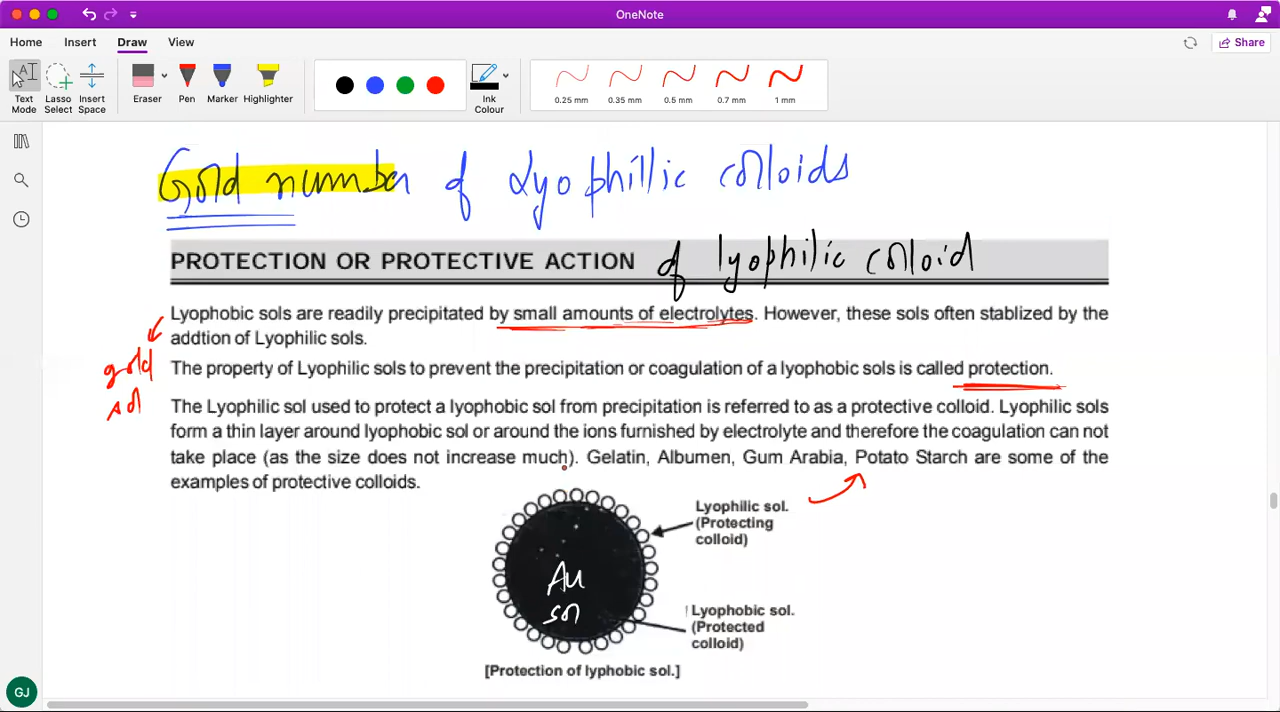 OneNote
Home Insert Draw View
Share
Text Mode
Lasso Select
Insert Space
Eraser
Pen
Marker
Highlighter
Ink Colour
0.25 mm 0.35 mm 0.5 mm 0.7 mm 1 mm
Gold number of Lyophillic colloids
PROTECTION OR PROTECTIVE ACTION of lyophilic colloid
Lyophobic sols are readily precipitated by small amounts of electrolytes. However, these sols often stablized by the
addtion of Lyophilic sols.
gold
sol
The property of Lyophilic sols to prevent the precipitation or coagulation of a lyophobic sols is called protection.
The Lyophilic sol used to protect a lyophobic sol from precipitation is referred to as a protective colloid. Lyophilic sols
form a thin layer around lyophobic sol or around the ions furnished by electrolyte and therefore the coagulation can not
take place (as the size does not increase much). Gelatin, Albumen, Gum Arabia, Potato Starch are some of the
examples of protective colloids.
Lyophilic sol.
(Protecting
colloid)
Au
sol
Lyophobic sol.
(Protected
colloid)
[Protection of lyphobic sol.]
GJ